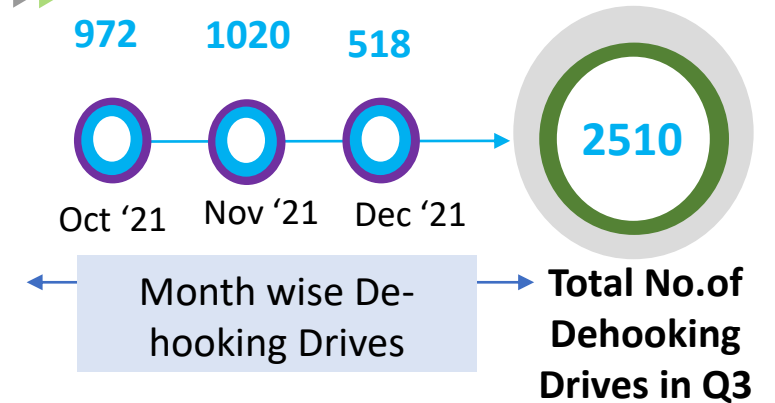 972 1020 518
2510
Oct ‘21 Nov ‘21 Dec ‘21
Month wise De-
hooking Drives
Total No.of
Dehooking
Drives in Q3